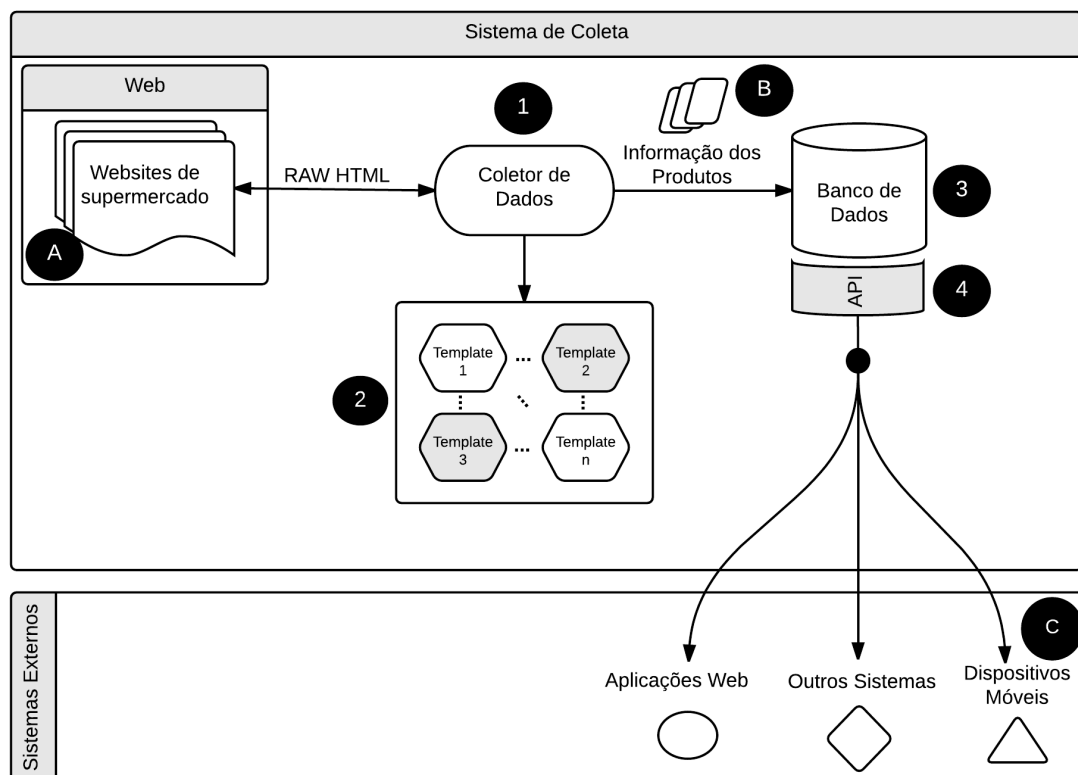 Sistema de Coleta
Web
Websites de
supermercado
A
RAW HTML
1
Coletor de
Dados
B
Informação dos
Produtos
Banco de
Dados
3
API
4
2
Template
1
...
Template
2
Template
3
...
Template
n
Sistemas Externos
C
Aplicações Web
Outros Sistemas
Dispositivos
Móveis